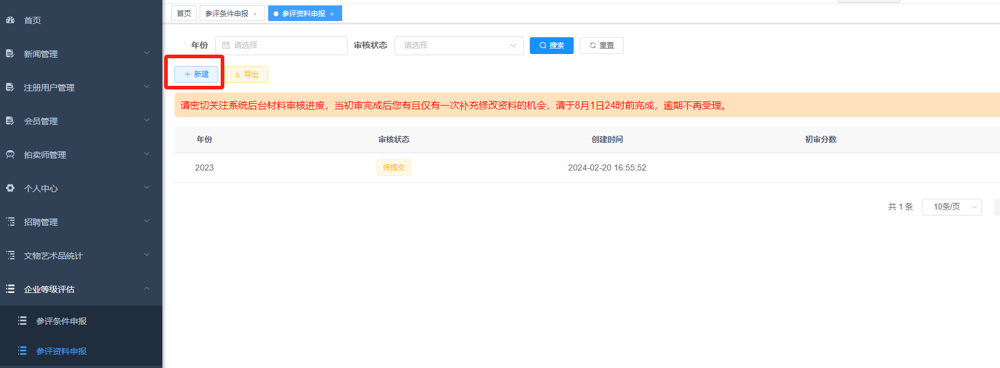 首页
新闻管理
注册用户管理
会员管理
拍卖师管理
个人中心
招聘管理
文物艺术品统计
企业等级评估
参评条件申报
参评资料申报
首页 参评条件申报 × 参评资料申报 ×
年份 请选择 审核状态 请选择 搜索 重置
+ 新建 导出
请密切关注系统后台材料审核进度，当初审完成后您有且仅有一次补充修改资料的机会，请于8月1日24时前完成，逾期不再受理。
年份 审核状态 创建时间 初审分数
2023 待提交 2024-02-20 16:55:52
共 1 条 10条/页